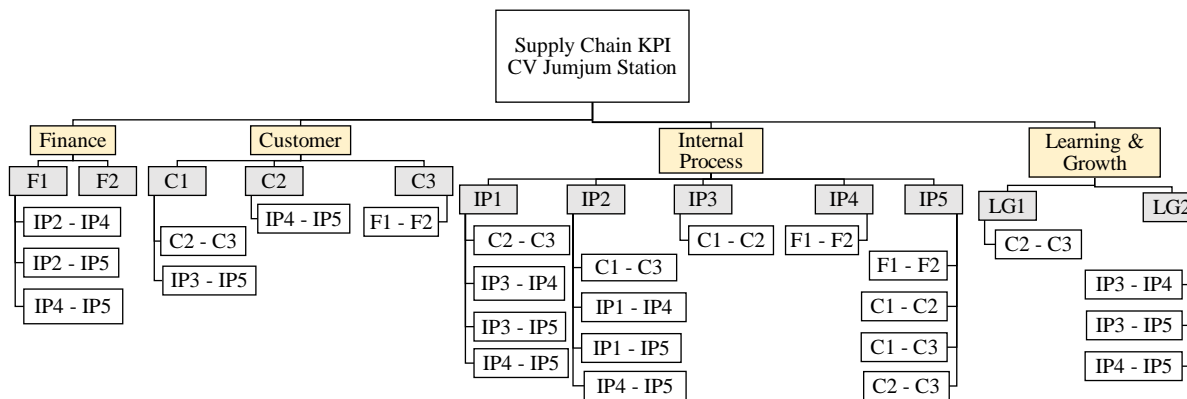 Supply Chain KPI
CV Jumjum Station
Finance
Customer
Internal
Process
Learning &
Growth
F1
F2
C1
C2
C3
IP1
IP2
IP3
IP4
IP5
LG1
LG2
IP2 - IP4
IP2 - IP5
IP4 - IP5
C2 - C3
IP3 - IP5
IP4 - IP5
F1 - F2
C2 - C3
IP3 - IP4
IP3 - IP5
IP4 - IP5
C1 - C3
IP1 - IP4
IP1 - IP5
IP4 - IP5
C1 - C2
F1 - F2
F1 - F2
C1 - C2
C1 - C3
C2 - C3
C2 - C3
IP3 - IP4
IP3 - IP5
IP4 - IP5